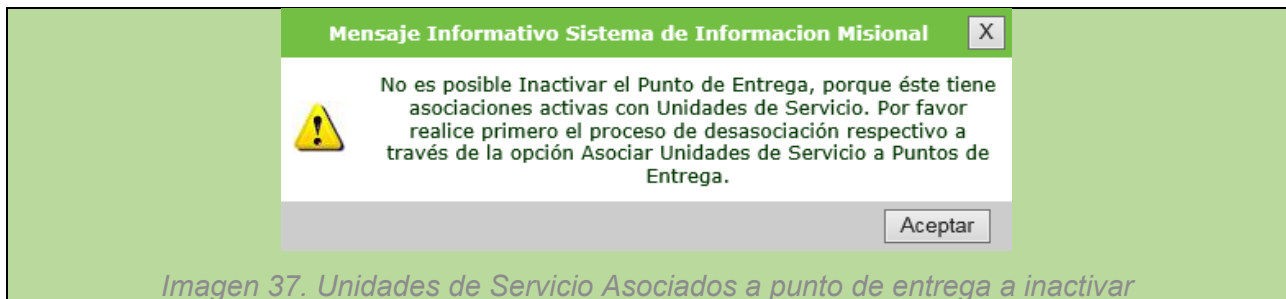 Mensaje Informativo Sistema de Informacion Misional X
No es posible Inactivar el Punto de Entrega, porque éste tiene
asociaciones activas con Unidades de Servicio. Por favor
realice primero el proceso de desasociación respectivo a
través de la opción Asociar Unidades de Servicio a Puntos de
Entrega.
Aceptar
Imagen 37. Unidades de Servicio Asociados a punto de entrega a inactivar